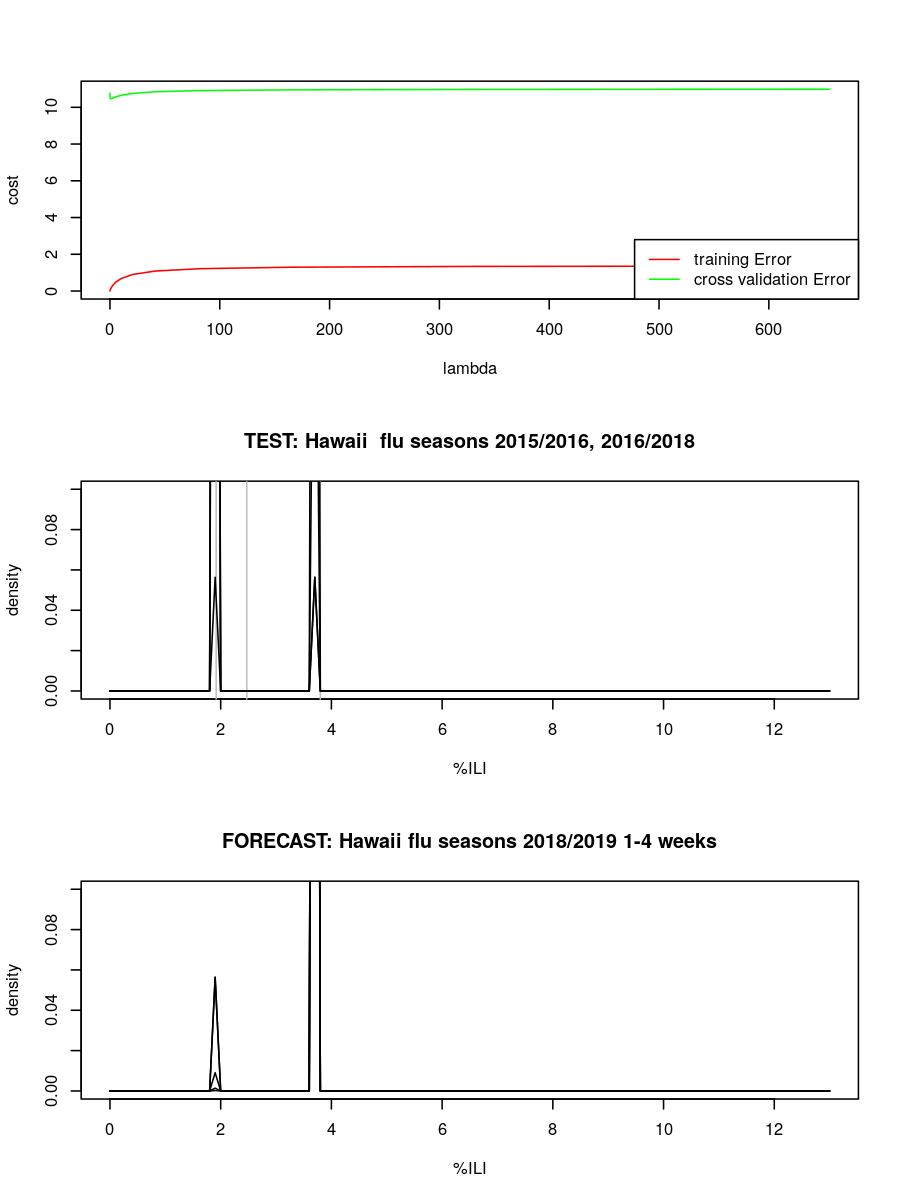 10
8
6
4
2
0
cost
training Error
cross validation Error
0 100 200 300 400 500 600
lambda
TEST: Hawaii  flu seasons 2015/2016, 2016/2018
0.08
0.04
0.00
density
0 2 4 6 8 10 12
%ILI
FORECAST: Hawaii flu seasons 2018/2019 1-4 weeks
0.08
0.04
0.00
density
0 2 4 6 8 10 12
%ILI